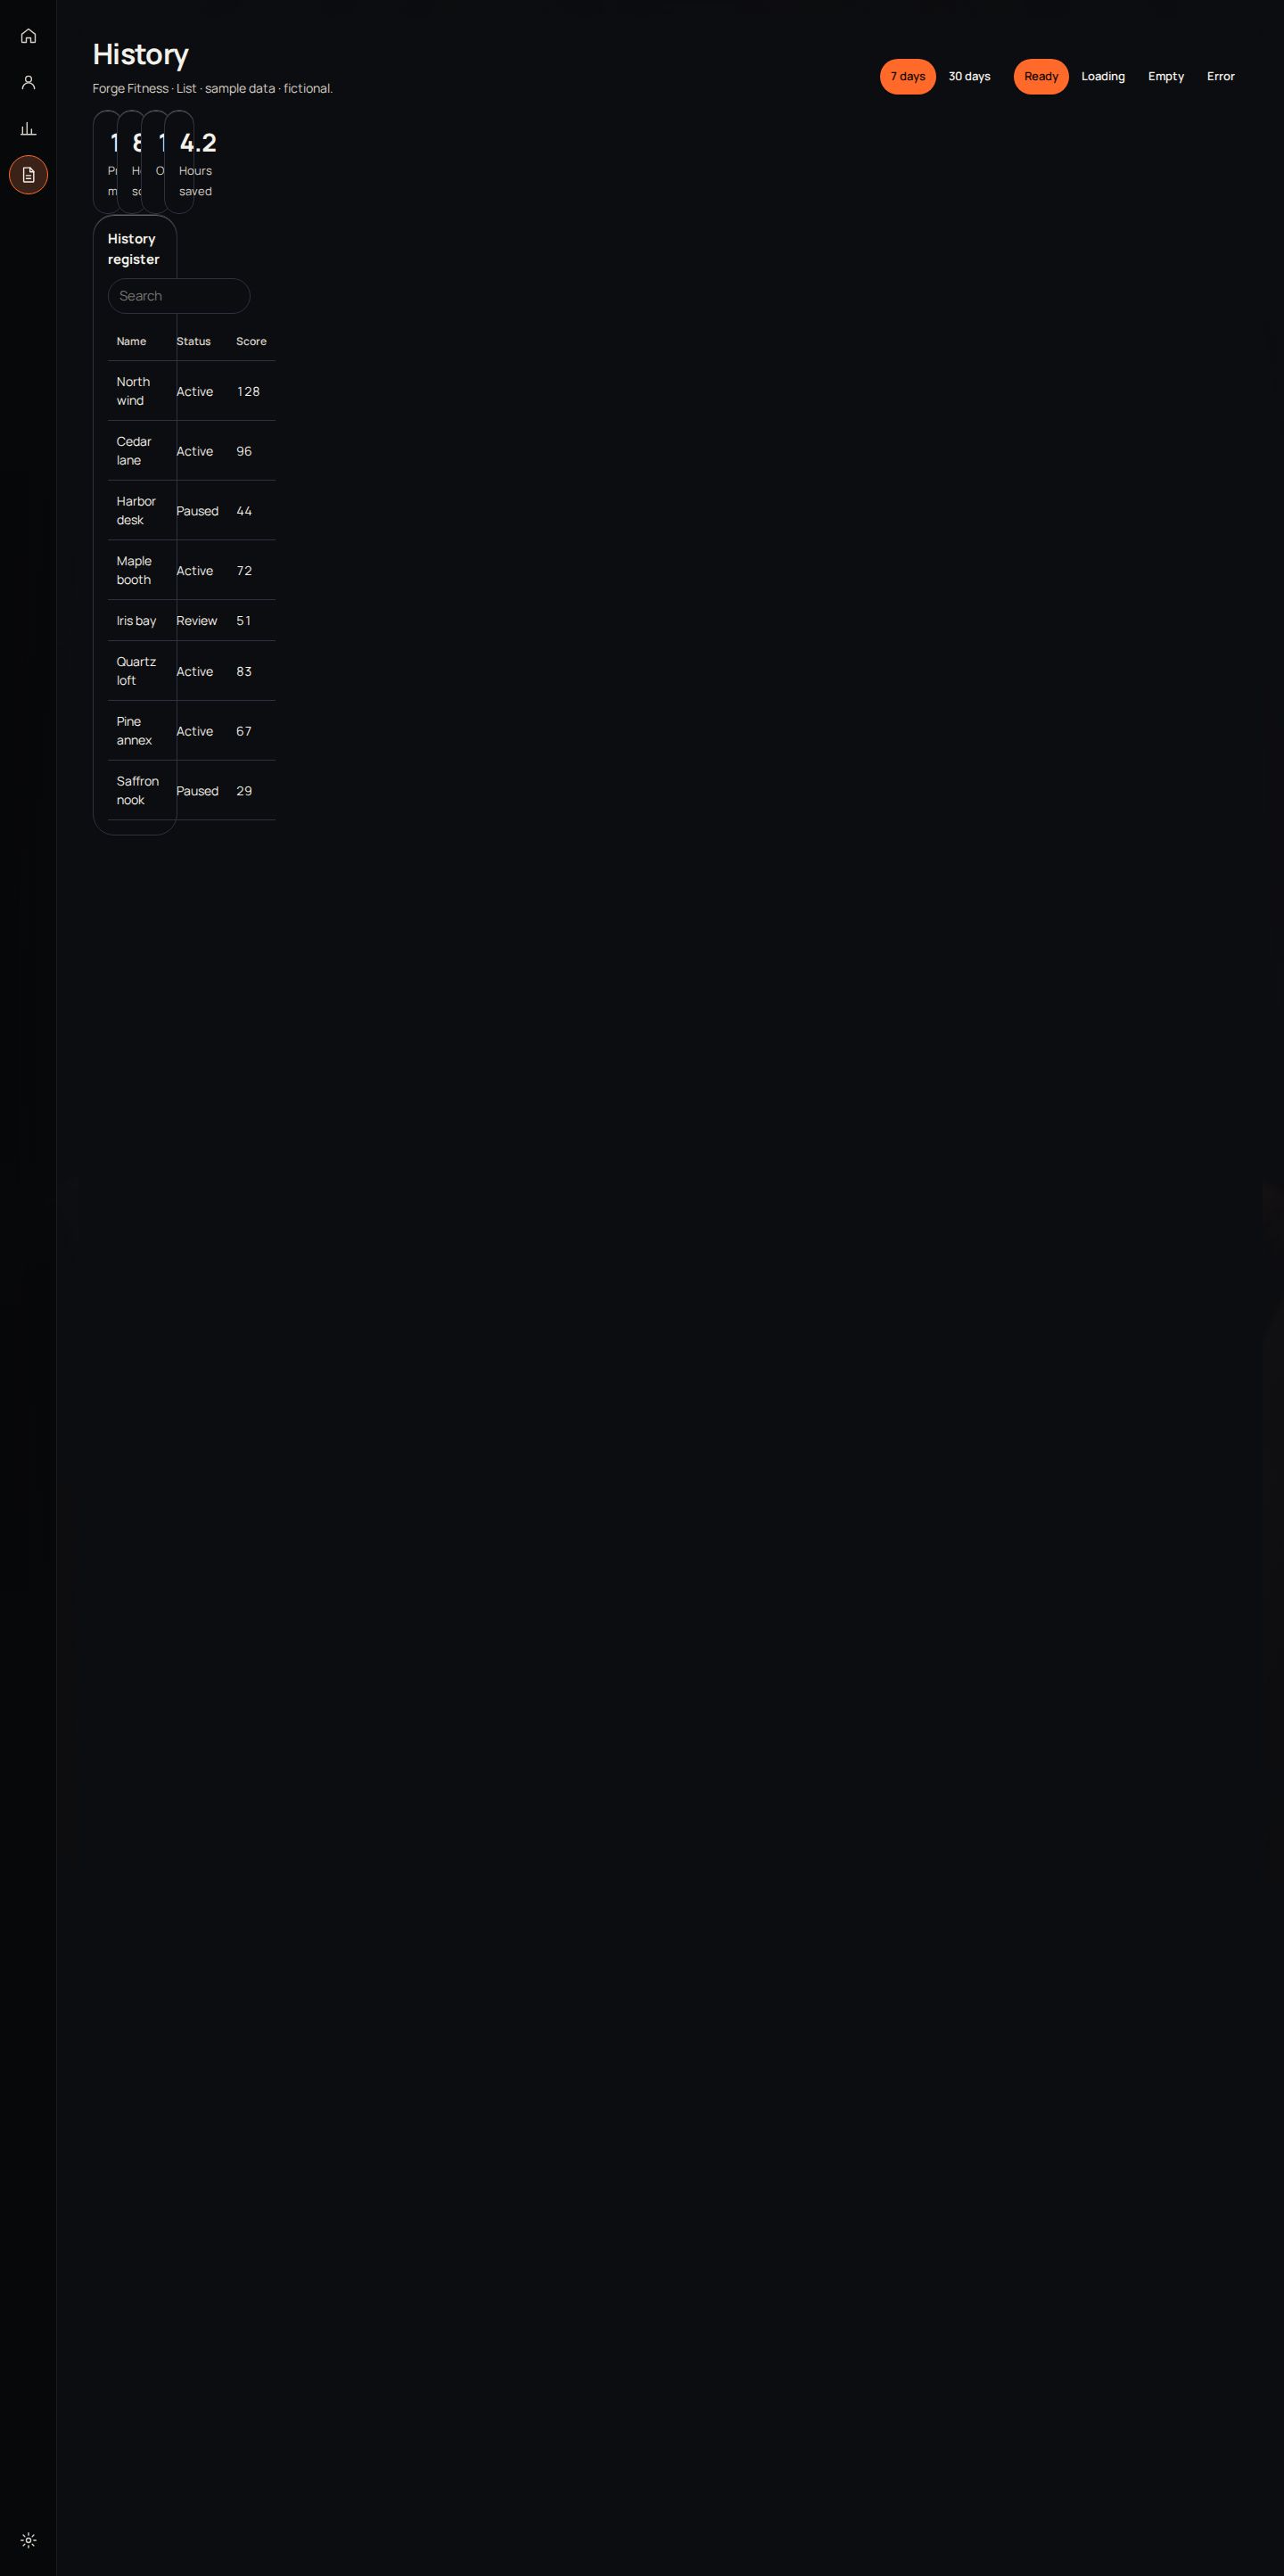 History
Forge Fitness · List · sample data · fictional.
7 days 30 days Ready Loading Empty Error
4.2
Hours
saved
History
register
Search
Name Status Score
North
wind
Active 128
Cedar
lane
Active 96
Harbor
desk
Paused 44
Maple
booth
Active 72
Iris bay Review 51
Quartz
loft
Active 83
Pine
annex
Active 67
Saffron
nook
Paused 29